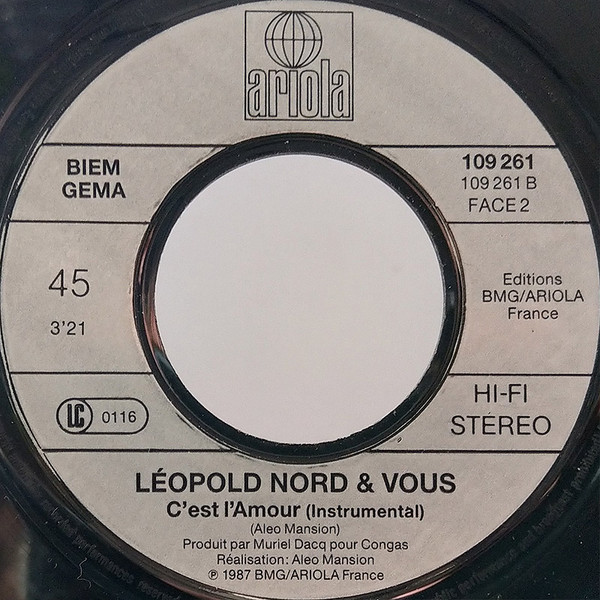 ariola
BIEM
GEMA
109 261
109 261 B
FACE 2
45
3'21
Editions
BMG/ARIOLA
France
LC 0116
HI-FI
STEREO
LÉOPOLD NORD & VOUS
C'est l'Amour (Instrumental)
(Aleo Mansion)
Produit par Muriel Dacq pour Congas
Réalisation: Aleo Mansion
℗ 1987 BMG/ARIOLA France